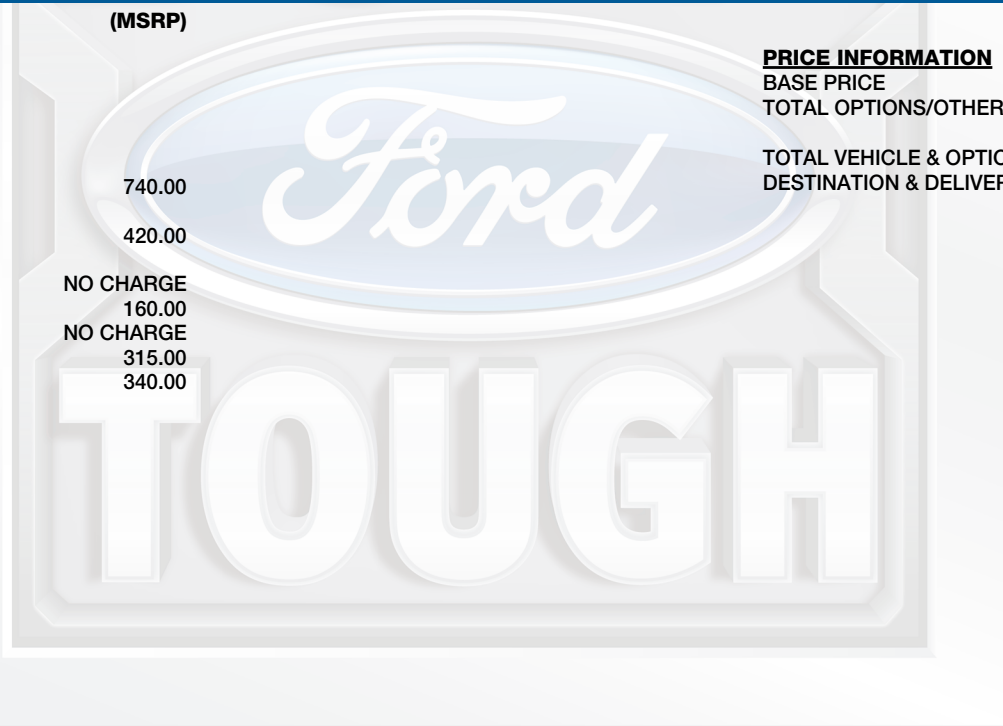 (MSRP)
740.00
420.00
NO CHARGE
160.00
NO CHARGE
315.00
340.00
PRICE INFORMATION
BASE PRICE
TOTAL OPTIONS/OTHER
TOTAL VEHICLE & OPTIO
DESTINATION & DELIVER
Ford
TOUGH